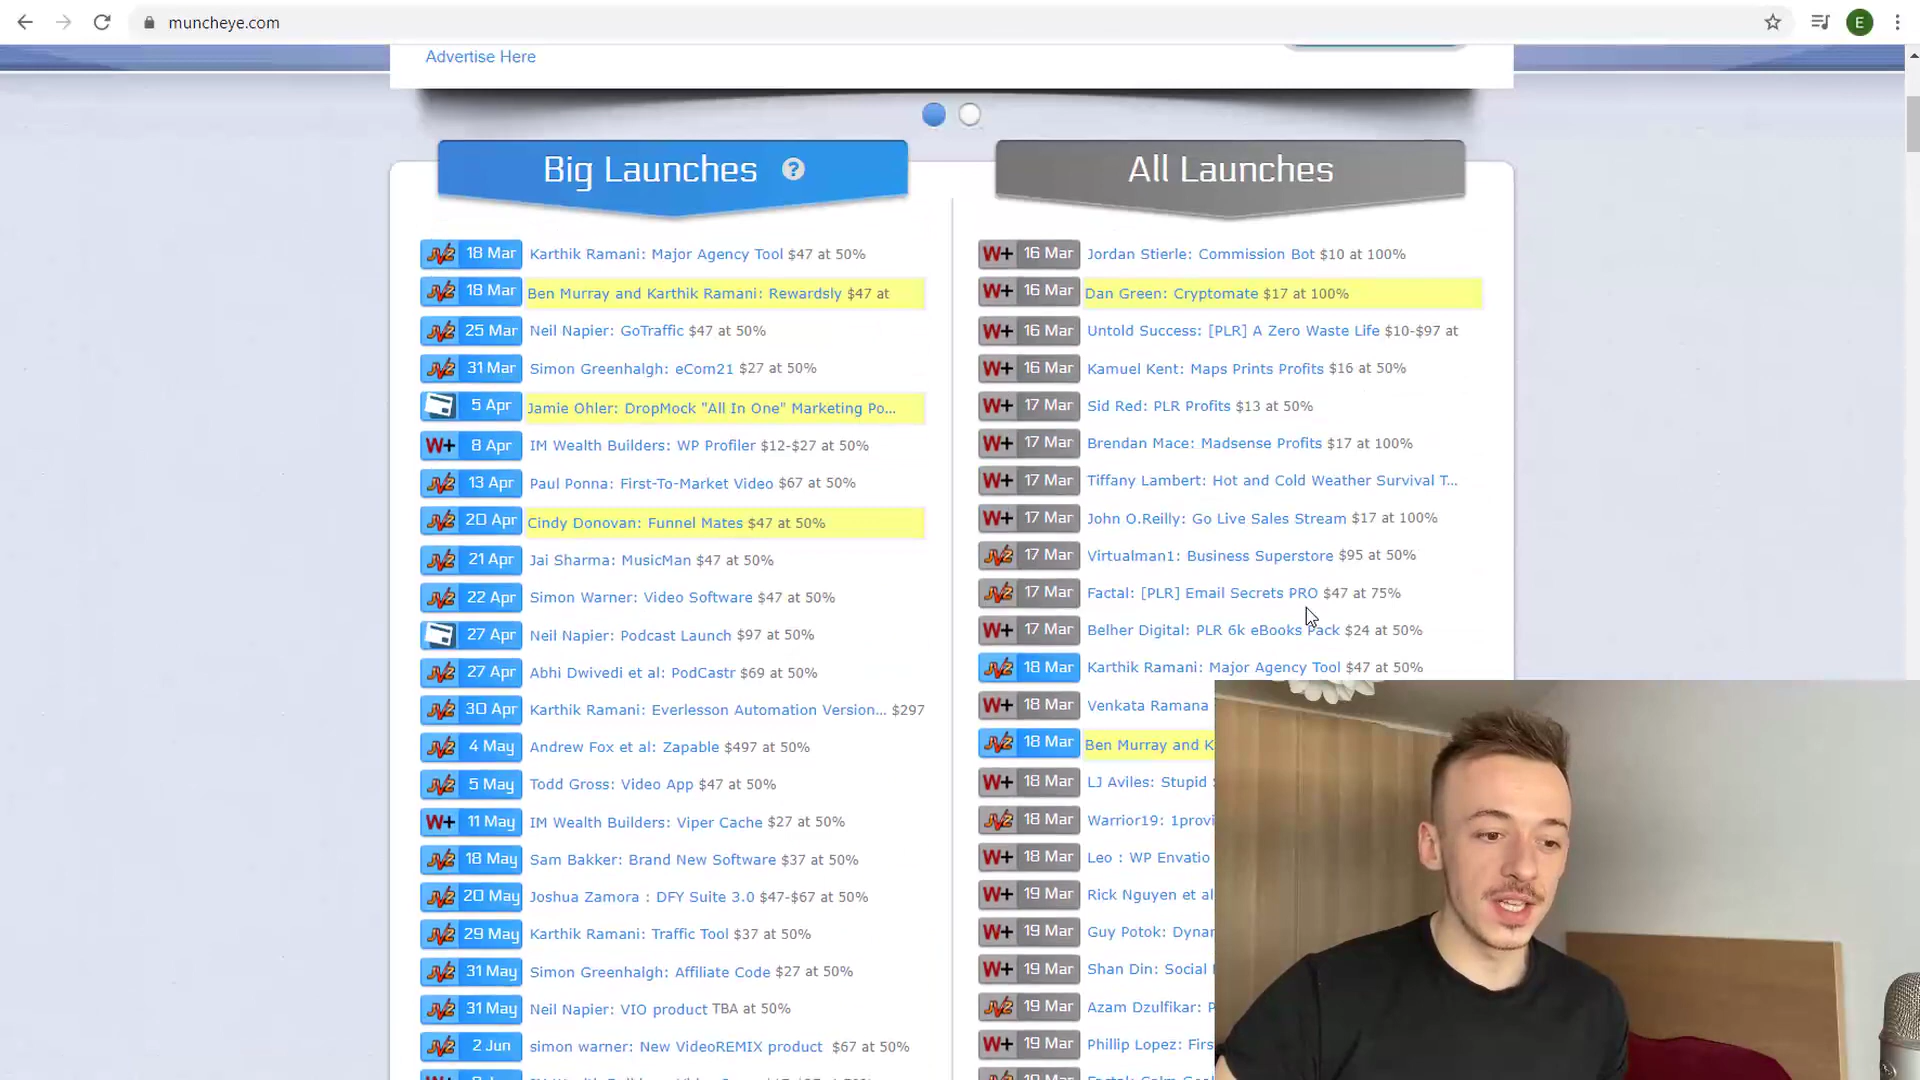 muncheye.com
E
Advertise Here
Big Launches ?
18 Mar Karthik Ramani: Major Agency Tool $47 at 50%
18 Mar Ben Murray and Karthik Ramani: Rewardsly $47 at
25 Mar Neil Napier: GoTraffic $47 at 50%
31 Mar Simon Greenhalgh: eCom21 $27 at 50%
5 Apr Jamie Ohler: DropMock "All In One" Marketing Po...
W+ 8 Apr IM Wealth Builders: WP Profiler $12-$27 at 50%
13 Apr Paul Ponna: First-To-Market Video $67 at 50%
20 Apr Cindy Donovan: Funnel Mates $47 at 50%
21 Apr Jai Sharma: MusicMan $47 at 50%
22 Apr Simon Warner: Video Software $47 at 50%
27 Apr Neil Napier: Podcast Launch $97 at 50%
27 Apr Abhi Dwivedi et al: PodCastr $69 at 50%
30 Apr Karthik Ramani: Everlesson Automation Version... $297
4 May Andrew Fox et al: Zapable $497 at 50%
5 May Todd Gross: Video App $47 at 50%
W+ 11 May IM Wealth Builders: Viper Cache $27 at 50%
18 May Sam Bakker: Brand New Software $37 at 50%
20 May Joshua Zamora : DFY Suite 3.0 $47-$67 at 50%
29 May Karthik Ramani: Traffic Tool $37 at 50%
31 May Simon Greenhalgh: Affiliate Code $27 at 50%
31 May Neil Napier: VIO product TBA at 50%
2 Jun simon warner: New VideoREMIX product $67 at 50%
All Launches
W+ 16 Mar Jordan Stierle: Commission Bot $10 at 100%
W+ 16 Mar Dan Green: Cryptomate $17 at 100%
W+ 16 Mar Untold Success: [PLR] A Zero Waste Life $10-$97 at
W+ 16 Mar Kamuel Kent: Maps Prints Profits $16 at 50%
W+ 17 Mar Sid Red: PLR Profits $13 at 50%
W+ 17 Mar Brendan Mace: Madsense Profits $17 at 100%
W+ 17 Mar Tiffany Lambert: Hot and Cold Weather Survival T...
W+ 17 Mar John O.Reilly: Go Live Sales Stream $17 at 100%
17 Mar Virtualman1: Business Superstore $95 at 50%
17 Mar Factal: [PLR] Email Secrets PRO $47 at 75%
W+ 17 Mar Belher Digital: PLR 6k eBooks Pack $24 at 50%
18 Mar Karthik Ramani: Major Agency Tool $47 at 50%
W+ 18 Mar Venkata Ramana
18 Mar Ben Murray and K
W+ 18 Mar LJ Aviles: Stupid
18 Mar Warrior19: 1provi
W+ 18 Mar Leo : WP Envatio
W+ 19 Mar Rick Nguyen et al
W+ 19 Mar Guy Potok: Dynar
W+ 19 Mar Shan Din: Social
19 Mar Azam Dzulfikar: P
W+ 19 Mar Phillip Lopez: Firs